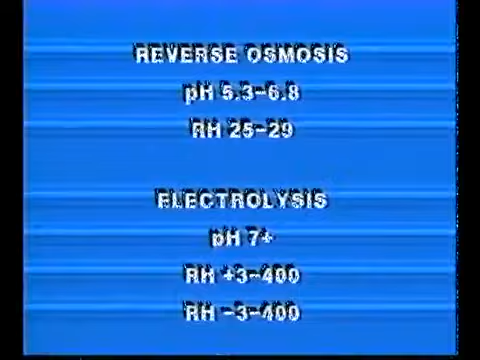 REVERSE OSMOSIS
pH 5.3-6.8
RH 25-29
ELECTROLYSIS
pH 7+
RH +3-400
RH -3-400